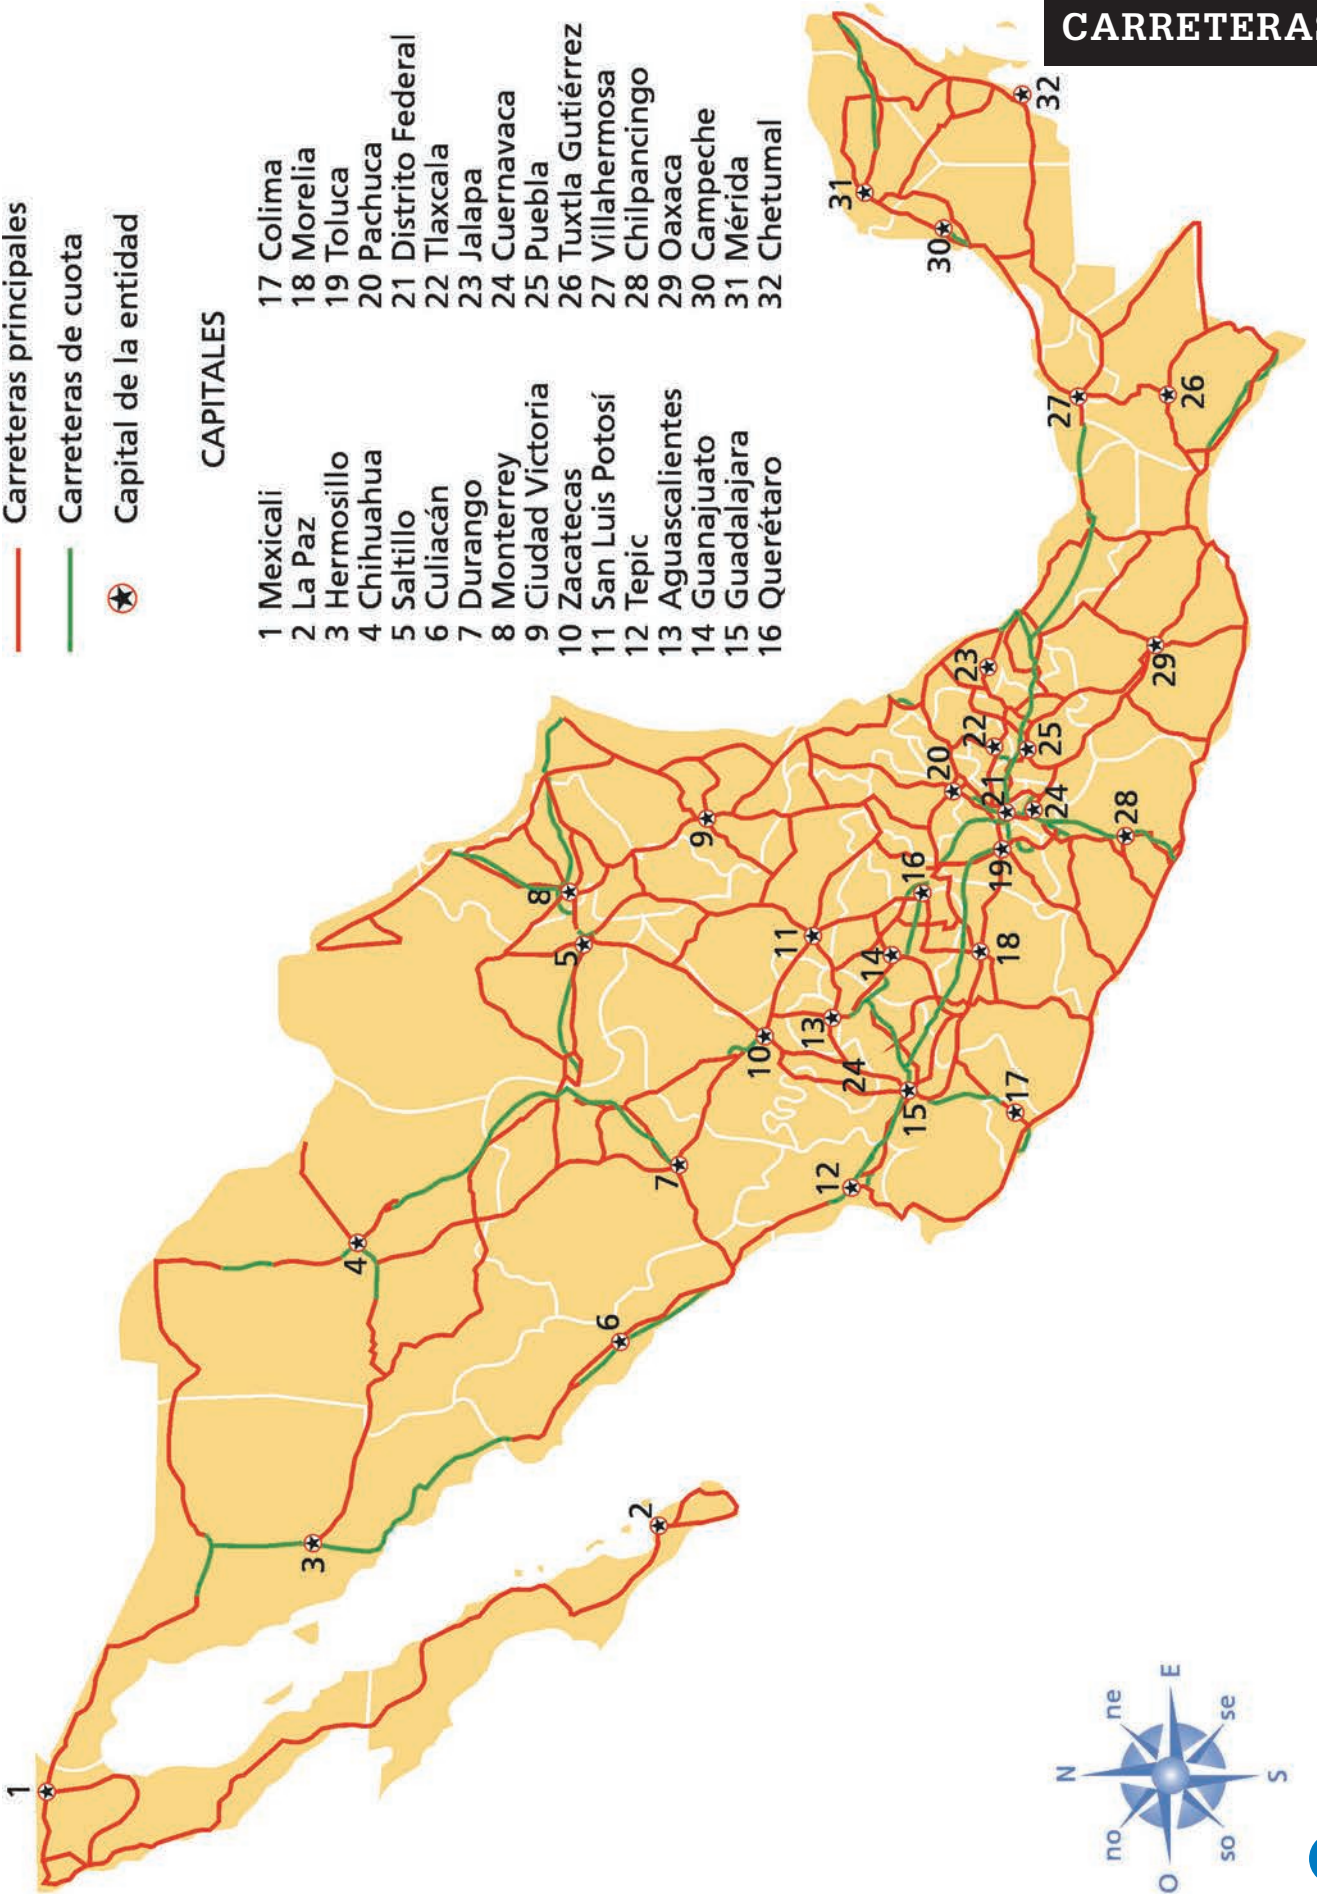 CARRETERAS
Carreteras principales
Carreteras de cuota
Capital de la entidad
CAPITALES
1 Mexicali
2 La Paz
3 Hermosillo
4 Chihuahua
5 Saltillo
6 Culiacán
7 Durango
8 Monterrey
9 Ciudad Victoria
10 Zacatecas
11 San Luis Potosí
12 Tepic
13 Aguascalientes
14 Guanajuato
15 Guadalajara
16 Querétaro
17 Colima
18 Morelia
19 Toluca
20 Pachuca
21 Distrito Federal
22 Tlaxcala
23 Jalapa
24 Cuernavaca
25 Puebla
26 Tuxtla Gutiérrez
27 Villahermosa
28 Chilpancingo
29 Oaxaca
30 Campeche
31 Mérida
32 Chetumal
1
2
3
4
5
6
7
8
9
10
11
12
13
24
14
15
16
17
18
19
20
21
22
23
24
25
26
27
28
29
30
31
32
N
ne
E
se
S
so
O
no